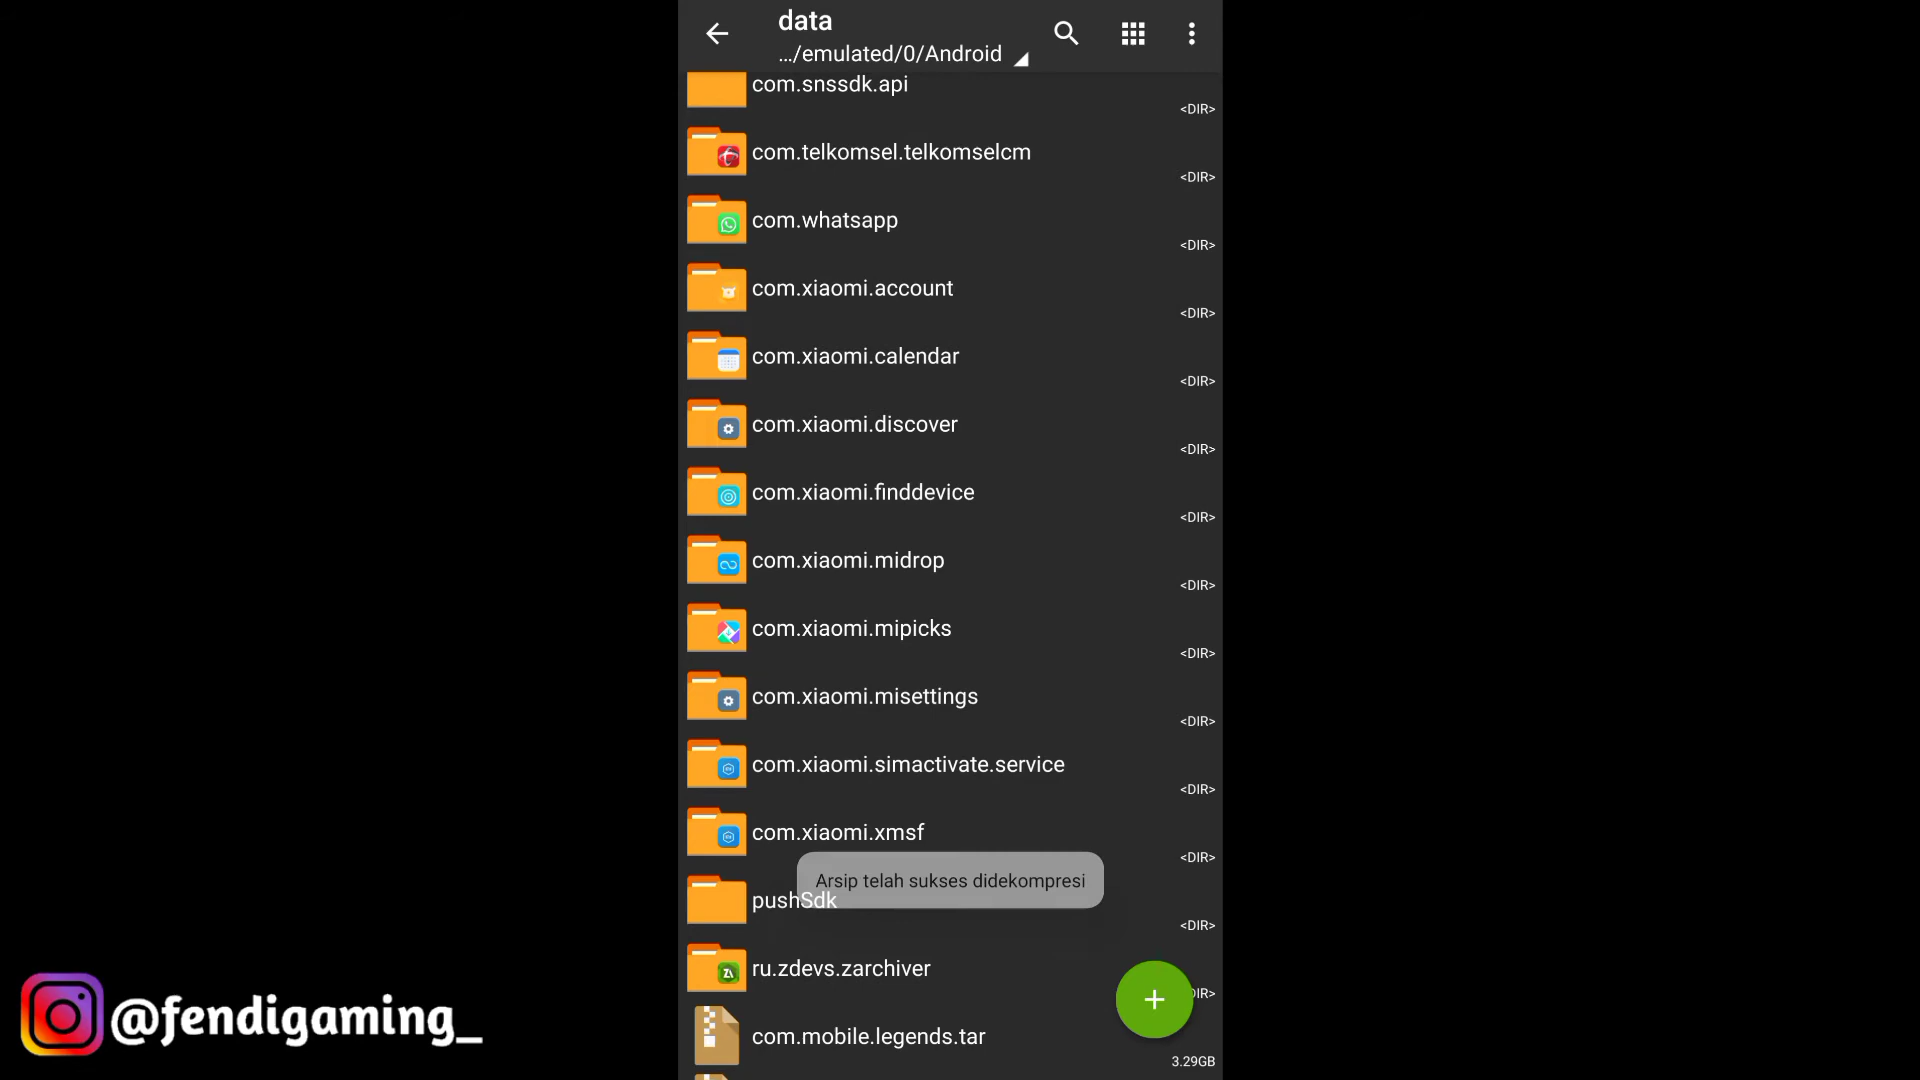 data
.../emulated/0/Android
com.snssdk.api
<DIR>
com.telkomsel.telkomselcm
<DIR>
com.whatsapp
<DIR>
com.xiaomi.account
<DIR>
com.xiaomi.calendar
<DIR>
com.xiaomi.discover
<DIR>
com.xiaomi.finddevice
<DIR>
com.xiaomi.midrop
<DIR>
com.xiaomi.mipicks
<DIR>
com.xiaomi.misettings
<DIR>
com.xiaomi.simactivate.service
<DIR>
com.xiaomi.xmsf
<DIR>
Arsip telah sukses didekompresi
pushSdk
<DIR>
ru.zdevs.zarchiver
DIR>
com.mobile.legends.tar
3.29GB
@fendigaming_